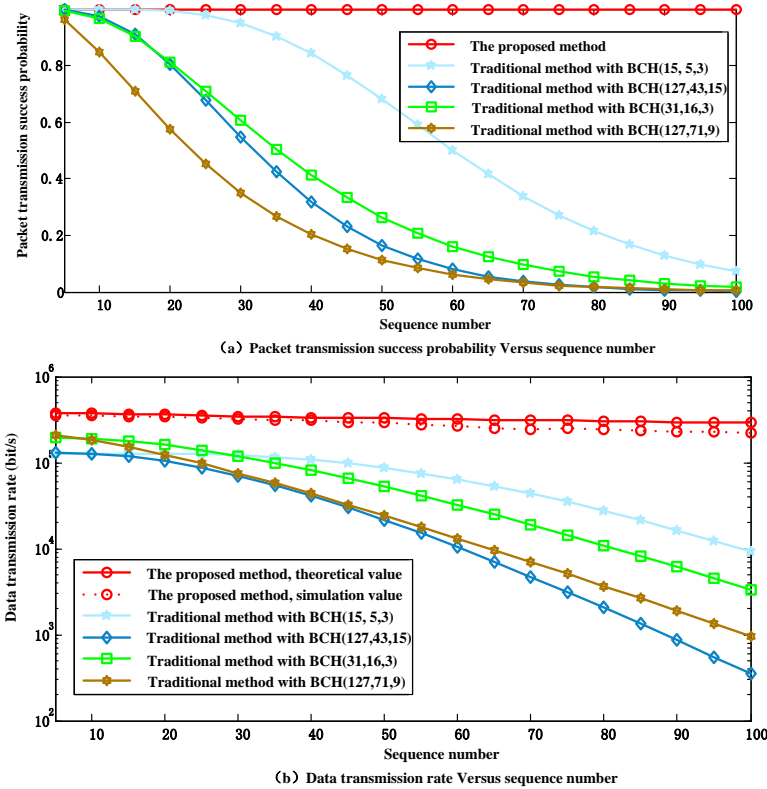 Packet transmission success probability
0.8
0.6
0.4
0.2
0
10 20 30 40 50 60 70 80 90 100
The proposed method
Traditional method with BCH(15, 5,3)
Traditional method with BCH(127,43,15)
Traditional method with BCH(31,16,3)
Traditional method with BCH(127,71,9)
Sequence number
(a) Packet transmission success probability Versus sequence number
Data transmission rate (bit/s)
10^6
10^5
10^4
10^3
10^2
10 20 30 40 50 60 70 80 90 100
The proposed method, theoretical value
The proposed method, simulation value
Traditional method with BCH(15, 5,3)
Traditional method with BCH(127,43,15)
Traditional method with BCH(31,16,3)
Traditional method with BCH(127,71,9)
Sequence number
(b) Data transmission rate Versus sequence number